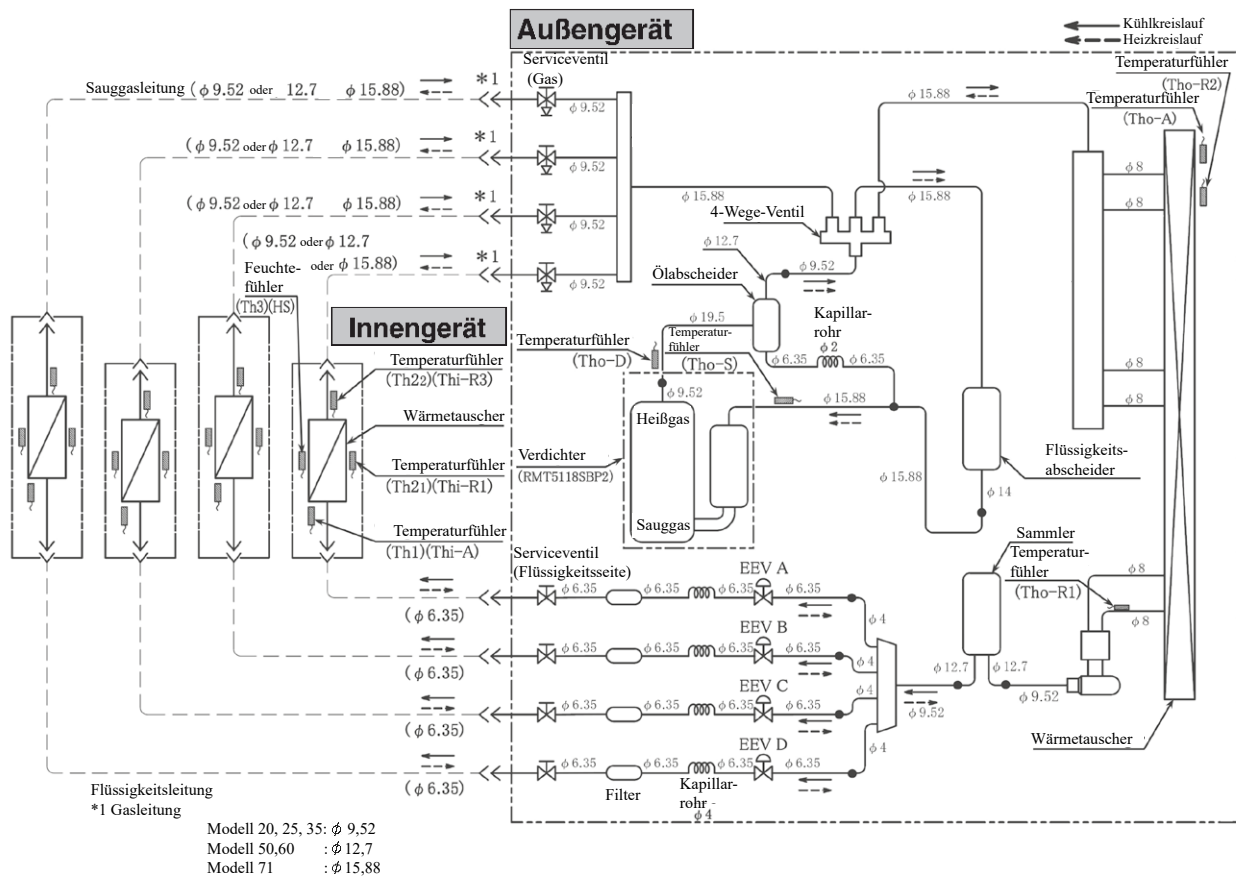 Außengerät
Kühlkreislauf
Heizkreislauf
Sauggasleitung (φ 9.52 oder 12.7 φ 15.88)
*1
Serviceventil
(Gas)
φ 9.52
φ 15.88
Temperaturfühler
(Tho-R2)
Temperaturfühler
(Tho-A)
(φ 9.52 oder φ 12.7 φ 15.88)
*1
φ 9.52
φ 8
φ 8
(φ 9.52 oder φ 12.7 φ 15.88)
*1
φ 9.52
φ 15.88
φ 15.88
4-Wege-Ventil
(φ 9.52 oder φ 12.7
oder φ 15.88)
*1
φ 9.52
φ 12.7
φ 9.52
Feuchte-
fühler
(Th3)(HS)
Ölabscheider
Innengerät
φ 19.5
Temperatur-
fühler
(Tho-S)
Kapillar-
rohr
φ 2
φ 6.35
φ 6.35
Temperaturfühler
(Tho-D)
Temperaturfühler
(Th22)(Thi-R3)
φ 9.52
φ 15.88
φ 8
φ 8
Heißgas
Wärmetauscher
Verdichter
(RMT5118SBP2)
Flüssigkeits-
abscheider
Temperaturfühler
(Th21)(Thi-R1)
φ 15.88
φ 14
Sauggas
Temperaturfühler
(Th1)(Thi-A)
Serviceventil
(Flüssigkeitsseite)
Sammler
Temperatur-
fühler
(Tho-R1)
φ 8
φ 8
EEV A
(φ 6.35)
φ 6.35
φ 6.35
φ 6.35
φ 6.35
φ 4
EEV B
(φ 6.35)
φ 6.35
φ 6.35
φ 6.35
φ 6.35
φ 4
φ 12.7
φ 12.7
φ 9.52
φ 9.52
EEV C
(φ 6.35)
φ 6.35
φ 6.35
φ 6.35
φ 6.35
φ 4
Wärmetauscher
EEV D
(φ 6.35)
φ 6.35
φ 6.35
φ 6.35
φ 6.35
φ 4
Filter
Kapillar-
rohr -
φ 4
Flüssigkeitsleitung
*1 Gasleitung
Modell 20, 25, 35: ϕ 9,52
Modell 50,60 : ϕ 12,7
Modell 71 : ϕ 15,88